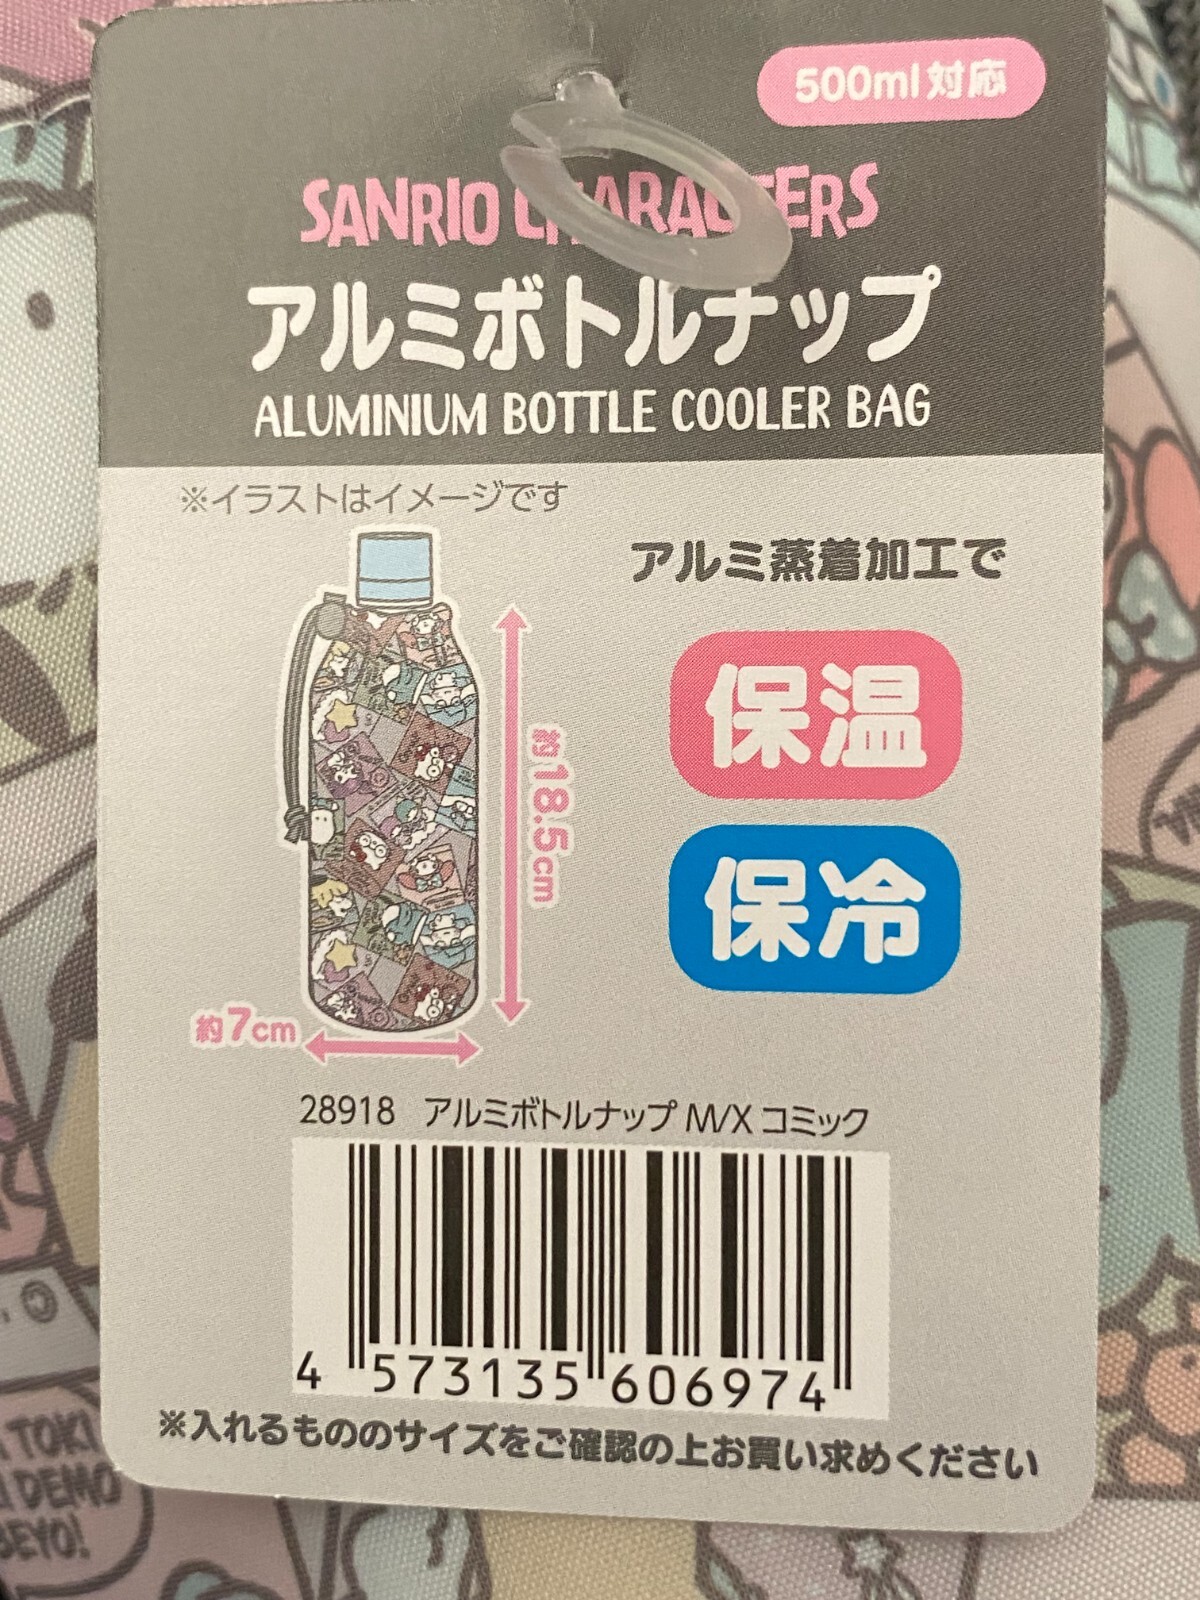 500ml対応
SANRIO CHARACTERS
アルミボトルナップ
ALUMINIUM BOTTLE COOLER BAG
※イラストはイメージです
アルミ蒸着加工で
保温
保冷
約18.5cm
約7cm
28918 アルミボトルナップ M/X コミック
4 573135 606974
※入れるもののサイズをご確認の上お買い求めください
TOKI
DEMO
BEYO!